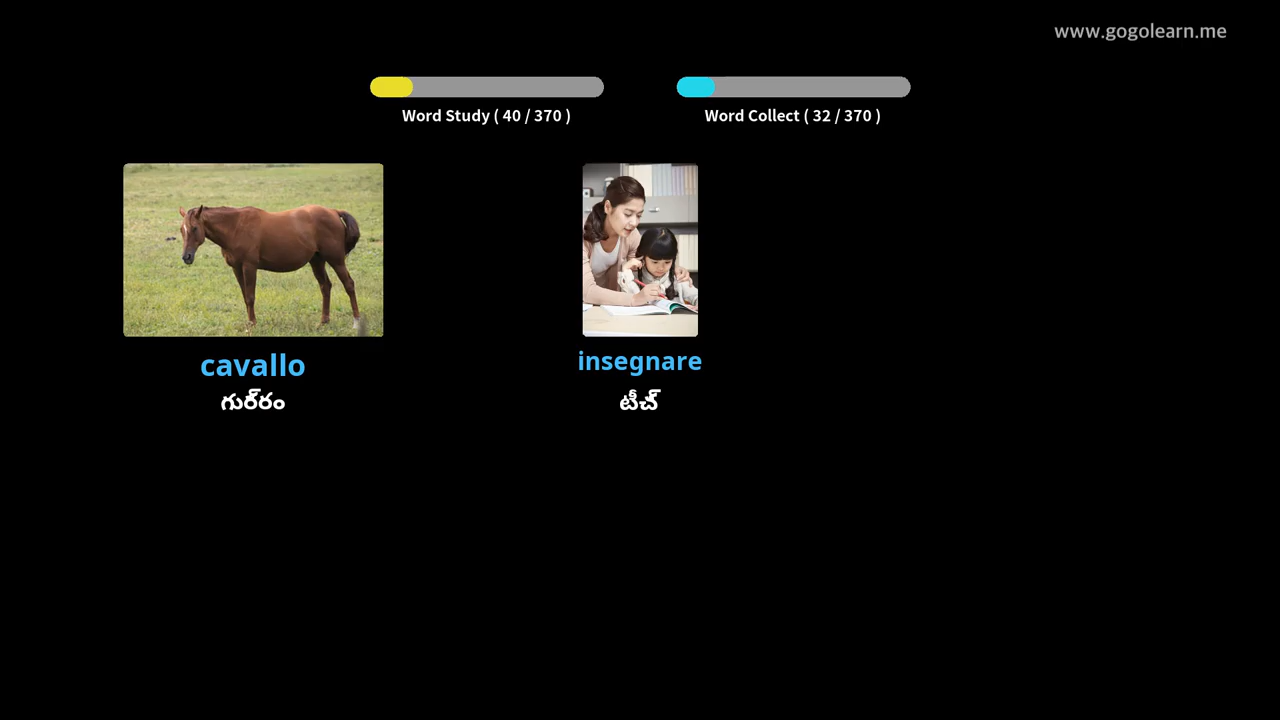 www.gogolearn.me
Word Study ( 40 / 370 )
Word Collect ( 32 / 370 )
cavallo
insegnare
గుర్రం
టీచ్